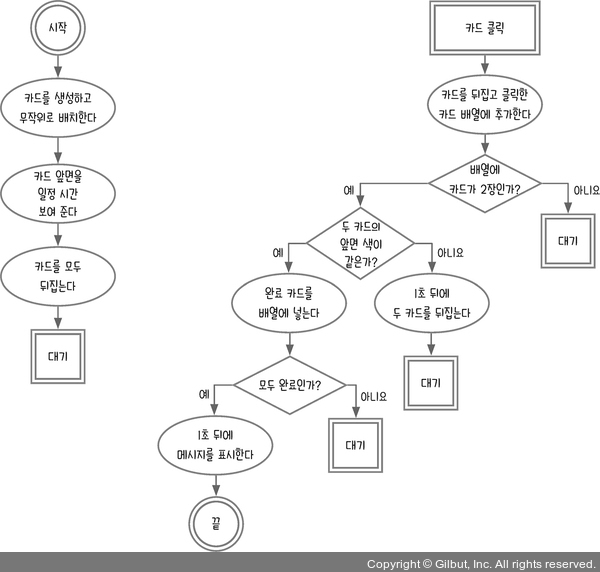 시작
카드를 생성하고
무작위로 배치한다
카드 앞면을
일정 시간
보여 준다
카드를 모두
뒤집는다
대기
카드 클릭
카드를 뒤집고 클릭한
카드 배열에 추가한다
배열에
카드가 2장인가?
예
아니요
대기
두 카드의
앞면 색이
같은가?
예
아니요
완료 카드를
배열에 넣는다
1초 뒤에
두 카드를 뒤집는다
대기
모두 완료인가?
예
아니요
1초 뒤에
메시지를 표시한다
대기
끝
Copyright © Gilbut, Inc. All rights reserved.